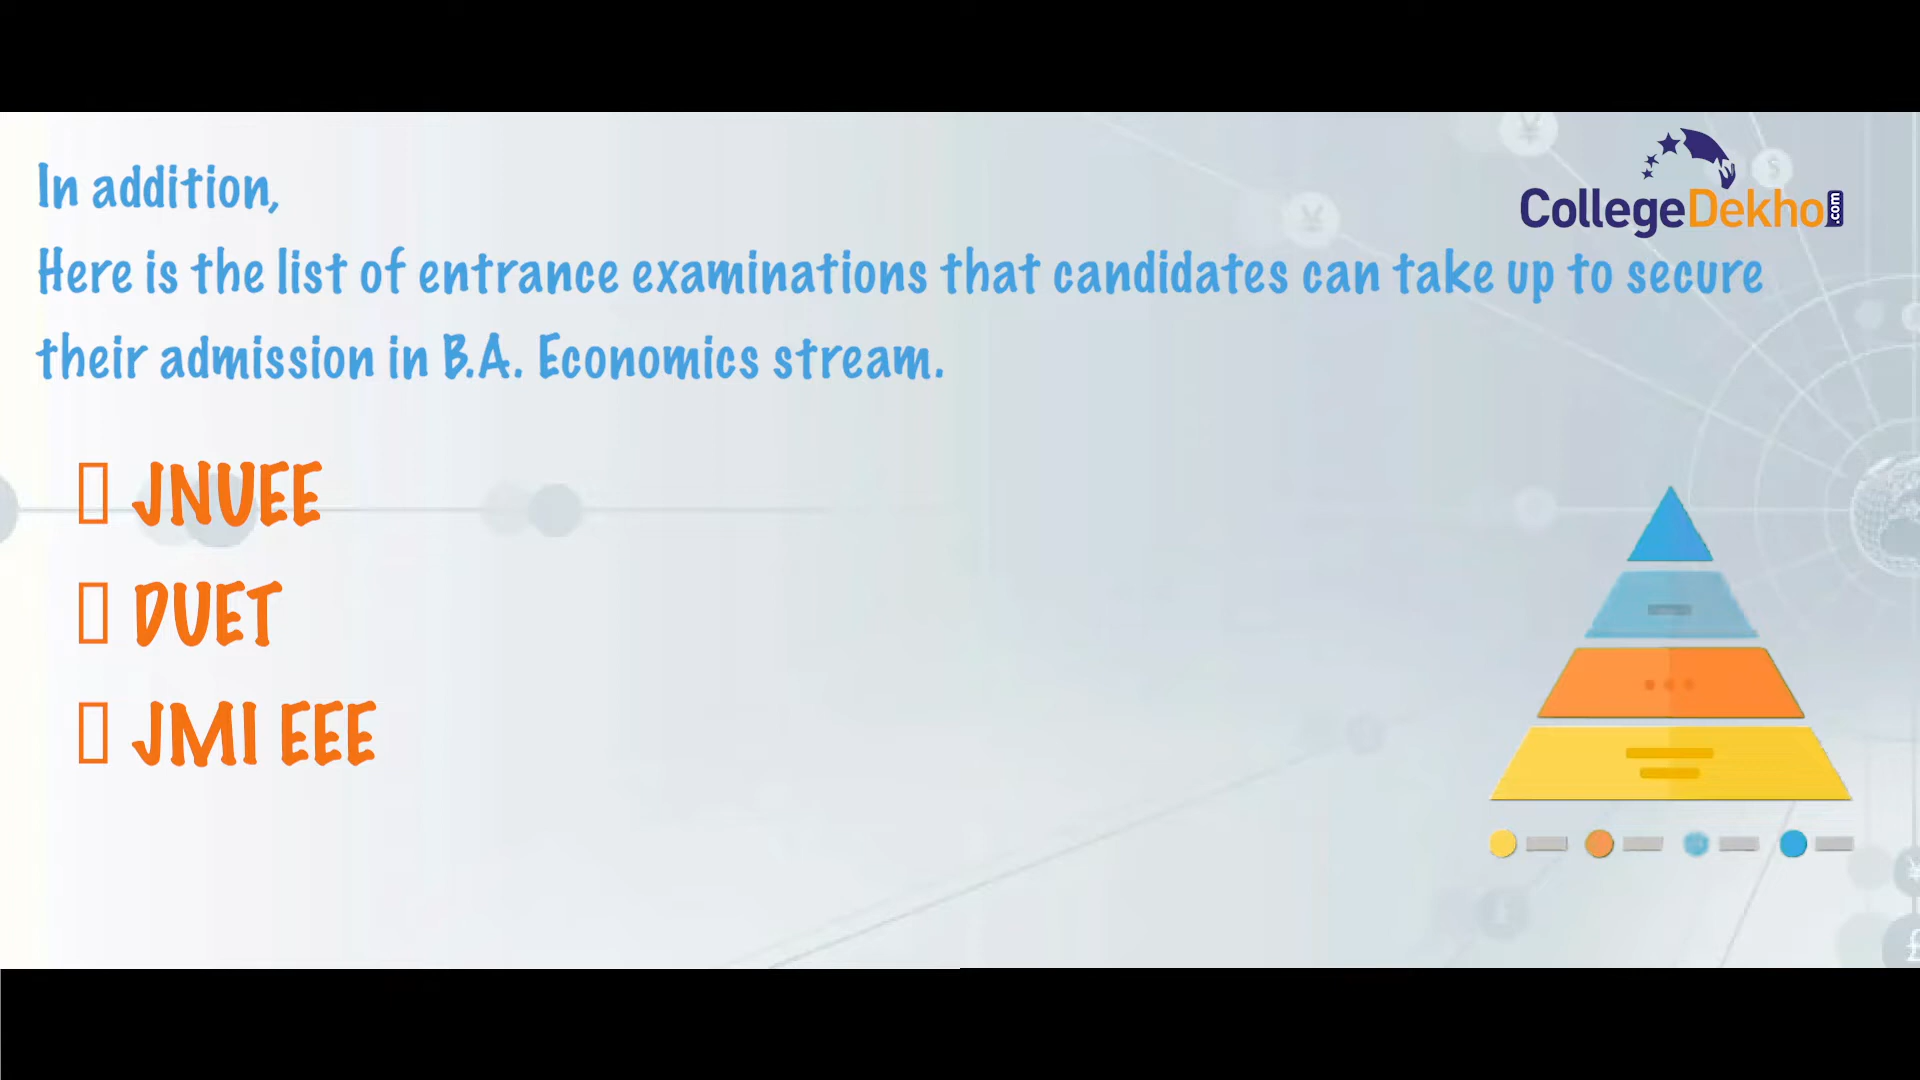 CollegeDekho.com
In addition,
Here is the list of entrance examinations that candidates can take up to secure
their admission in B.A. Economics stream.
JNUEE
DUET
JMI EEE